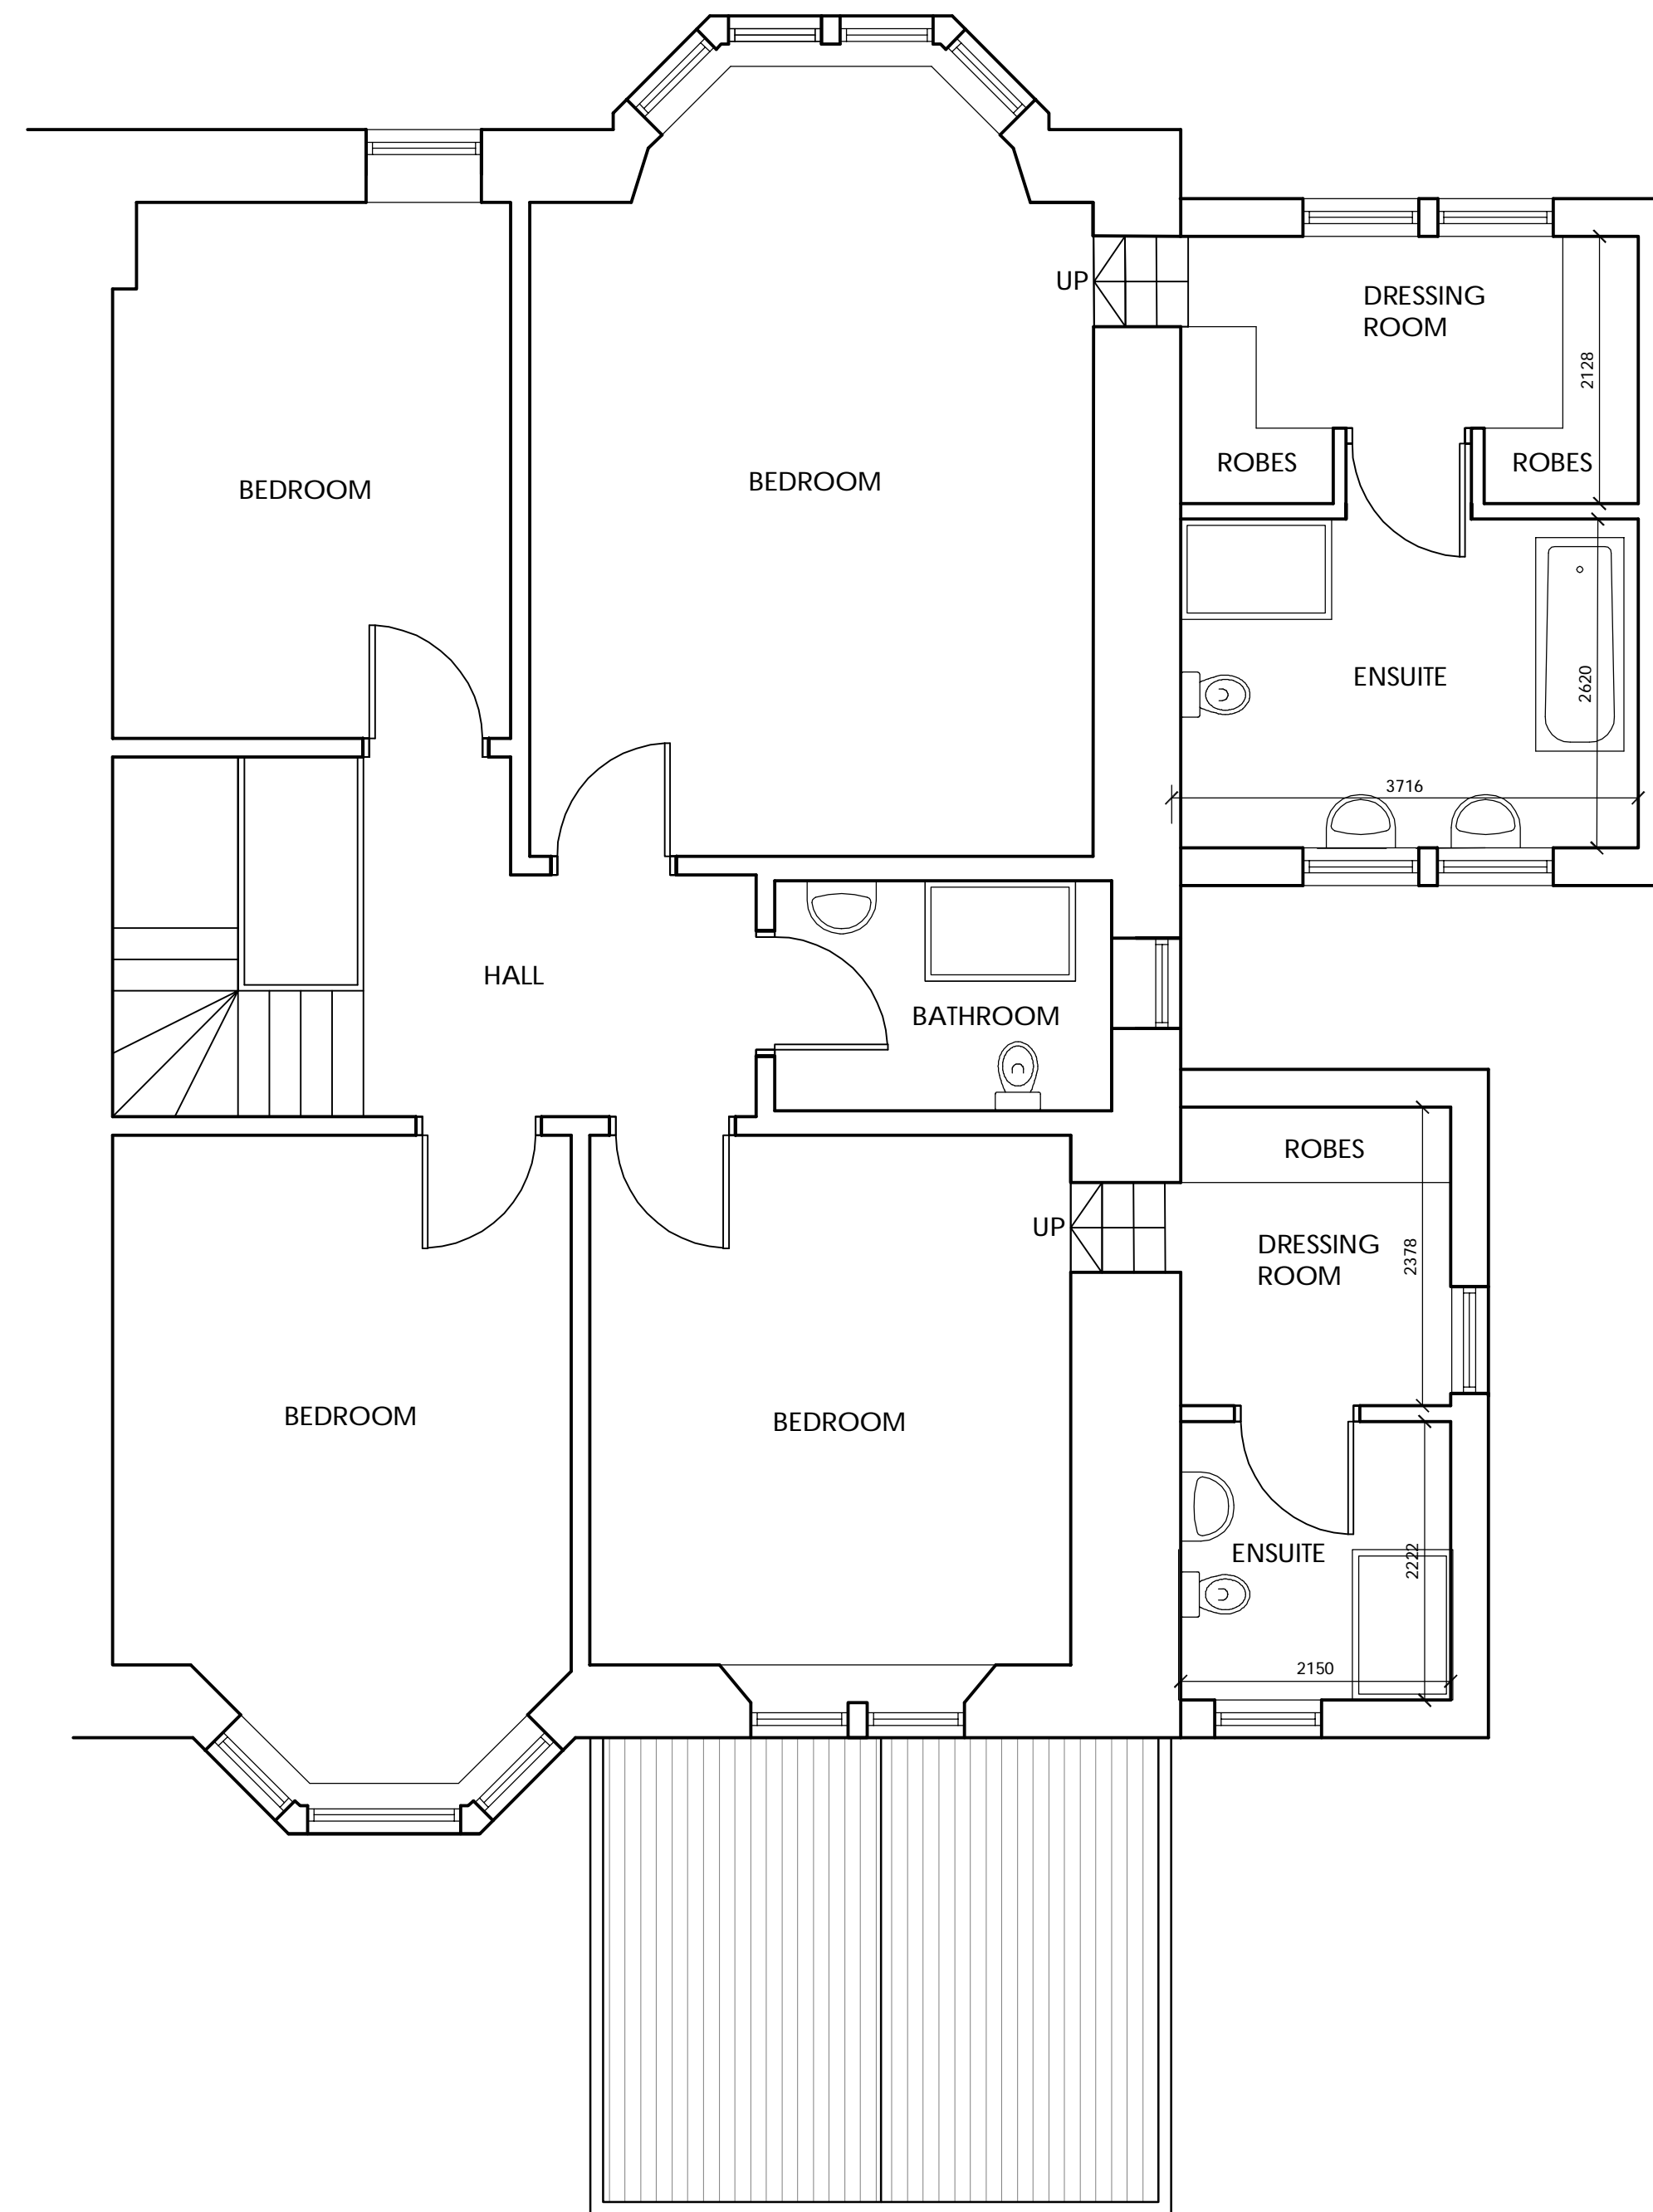 UP
DRESSING
ROOM
2128
ROBES
ROBES
BEDROOM
BEDROOM
ENSUITE
2620
3716
HALL
BATHROOM
ROBES
UP
DRESSING
ROOM
2378
BEDROOM
BEDROOM
ENSUITE
2222
2150